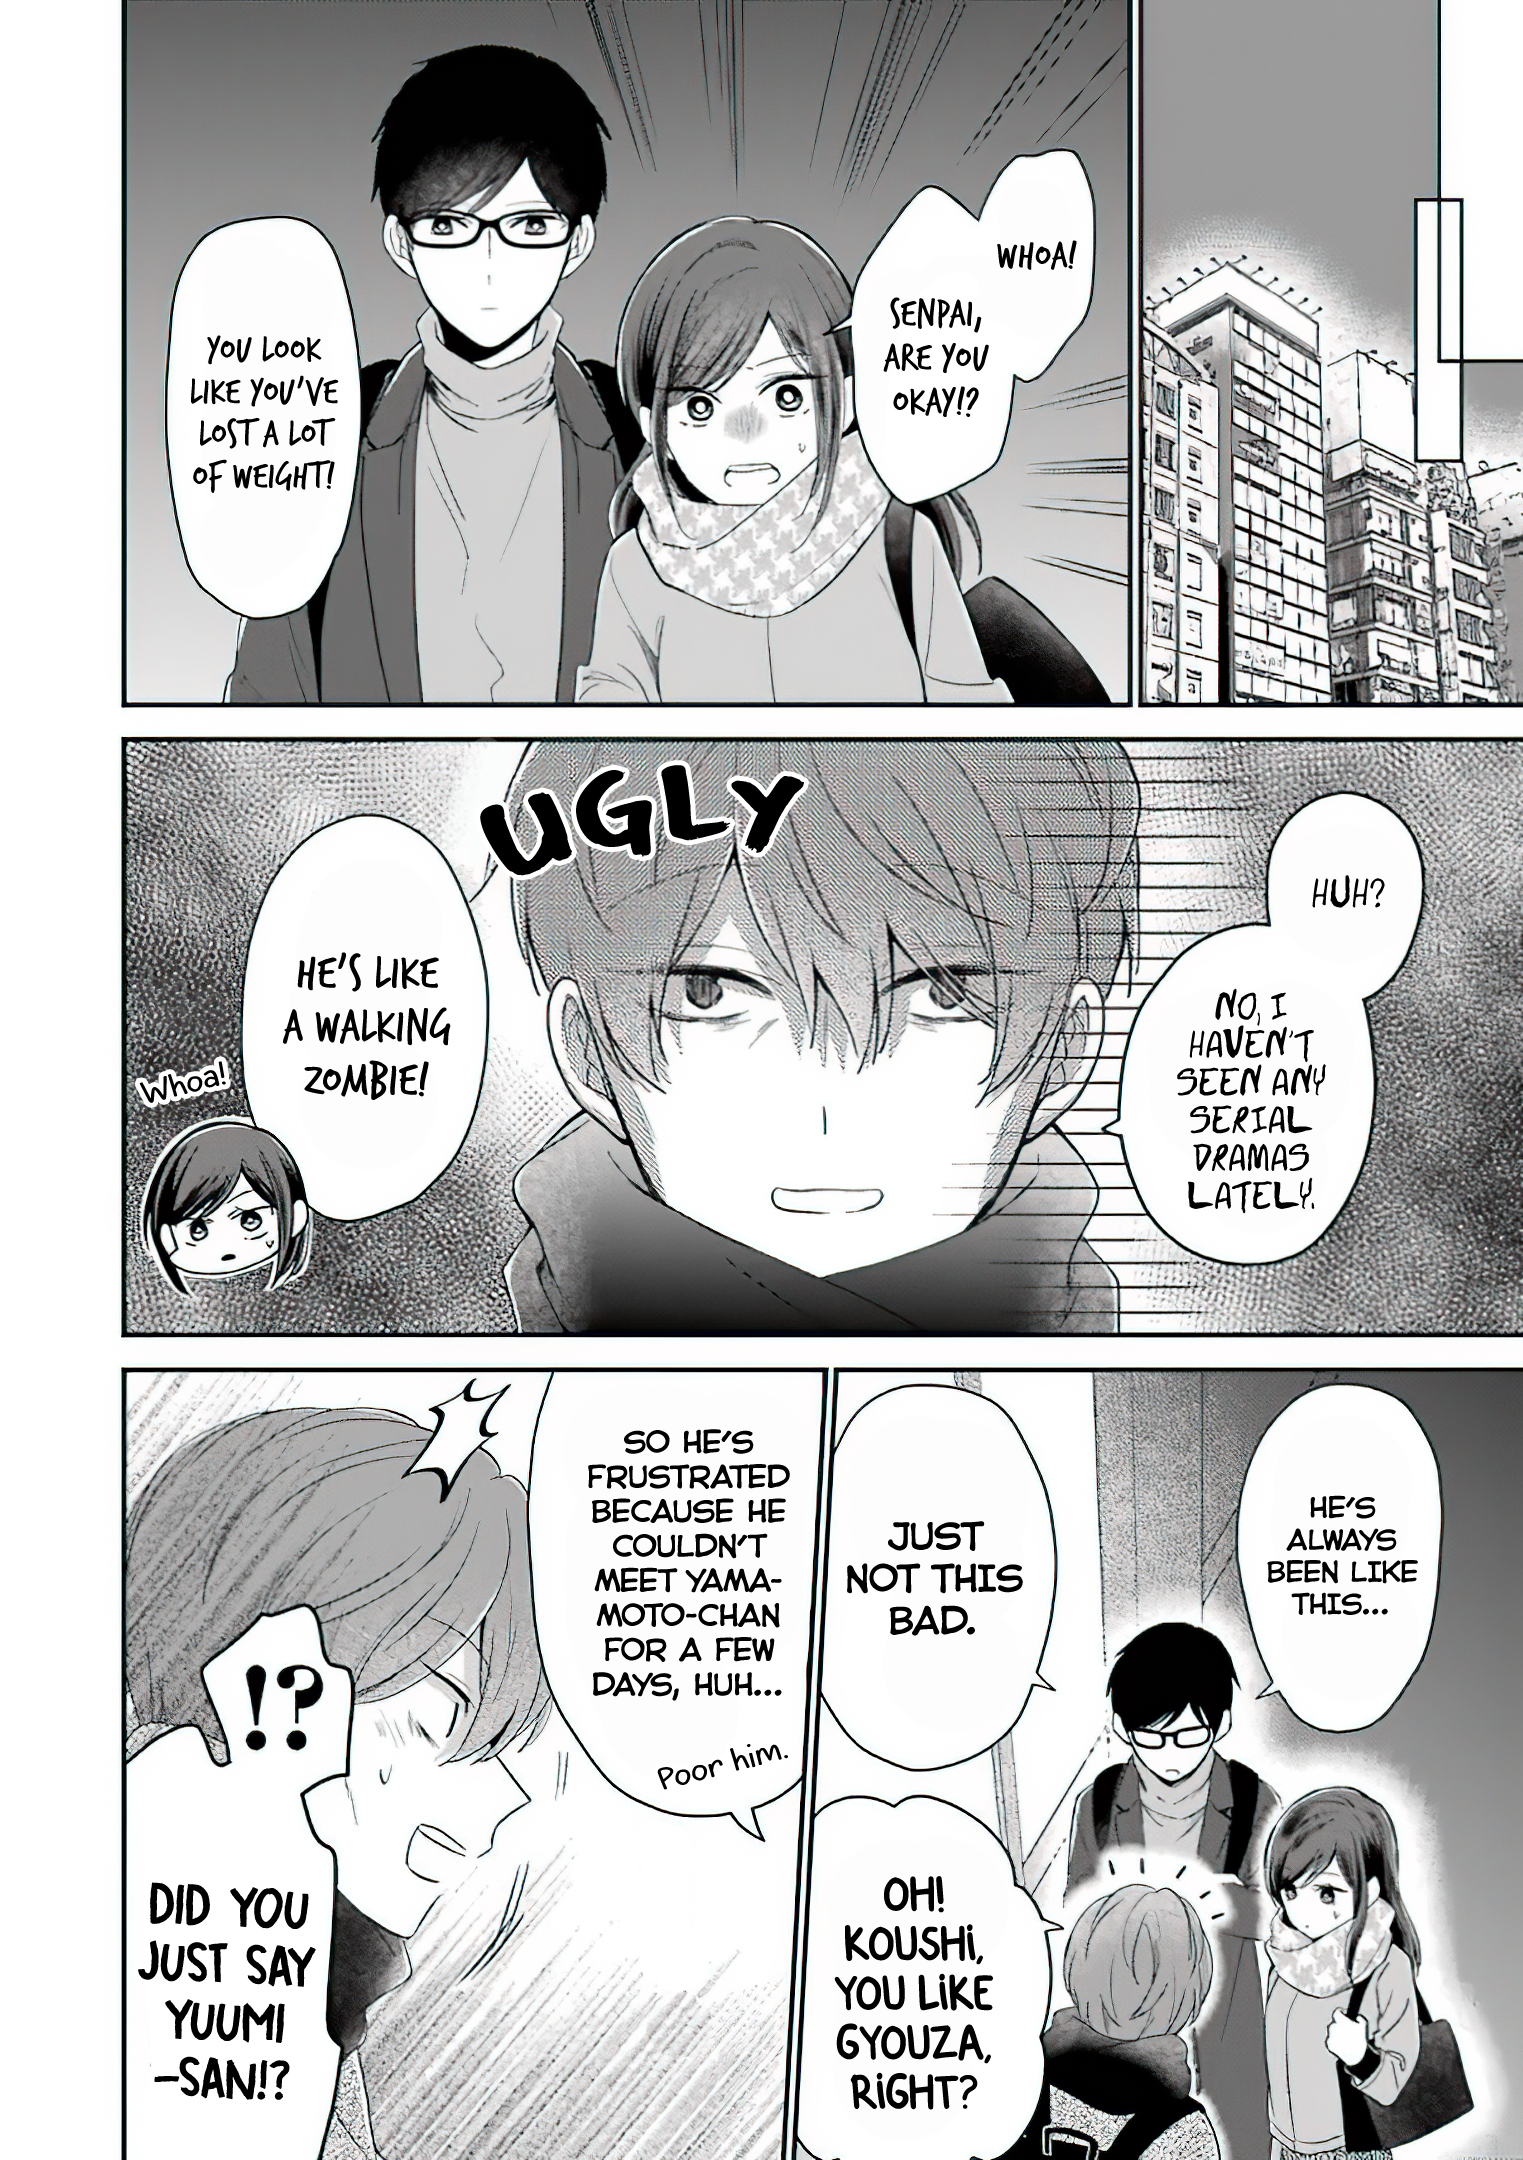 WHOA!
SENPAI,
ARE YOU
OKAY!?
YOU LOOK
LIKE YOU'VE
LOST A LOT
OF WEIGHT!
HUH?
NO, I
HAVEN'T
SEEN ANY
SERIAL
DRAMAS
LATELY.
UGLY
HE'S LIKE
A WALKING
ZOMBIE!
Whoa!
HE'S
ALWAYS
BEEN LIKE
THIS...
JUST
NOT THIS
BAD.
OH!
KOUSHi,
YOU LiKE
GYOUZA,
RiGHT?
SO HE'S
FRUSTRATED
BECAUSE HE
COULDN'T
MEET YAMA-
MOTO-CHAN
FOR A FEW
DAYS, HUH...
Poor him.
!?
DID YOU
JUST SAY
YUUMI
-SAN!?